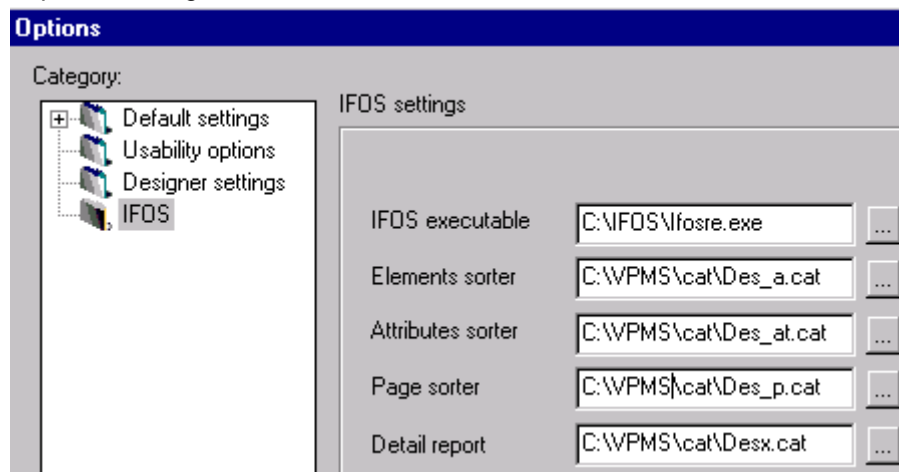 Options
Category:
Default settings
Usability options
Designer settings
IFOS
IFOS settings
IFOS executable C:\IFOS\Ifosre.exe ...
Elements sorter C:\VPMS\cat\Des_a.cat ...
Attributes sorter C:\VPMS\cat\Des_at.cat ...
Page sorter C:\VPMS\cat\Des_p.cat ...
Detail report C:\VPMS\cat\Desx.cat ...